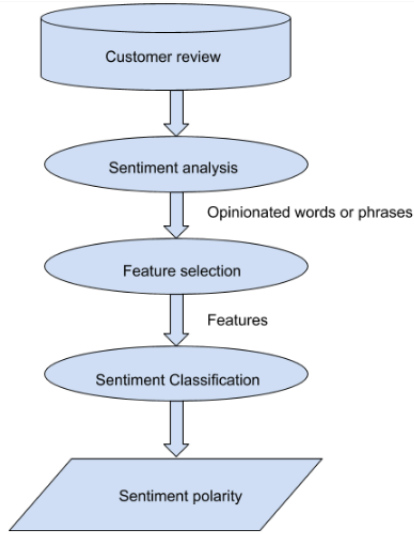 Customer review
Sentiment analysis
Opinionated words or phrases
Feature selection
Features
Sentiment Classification
Sentiment polarity